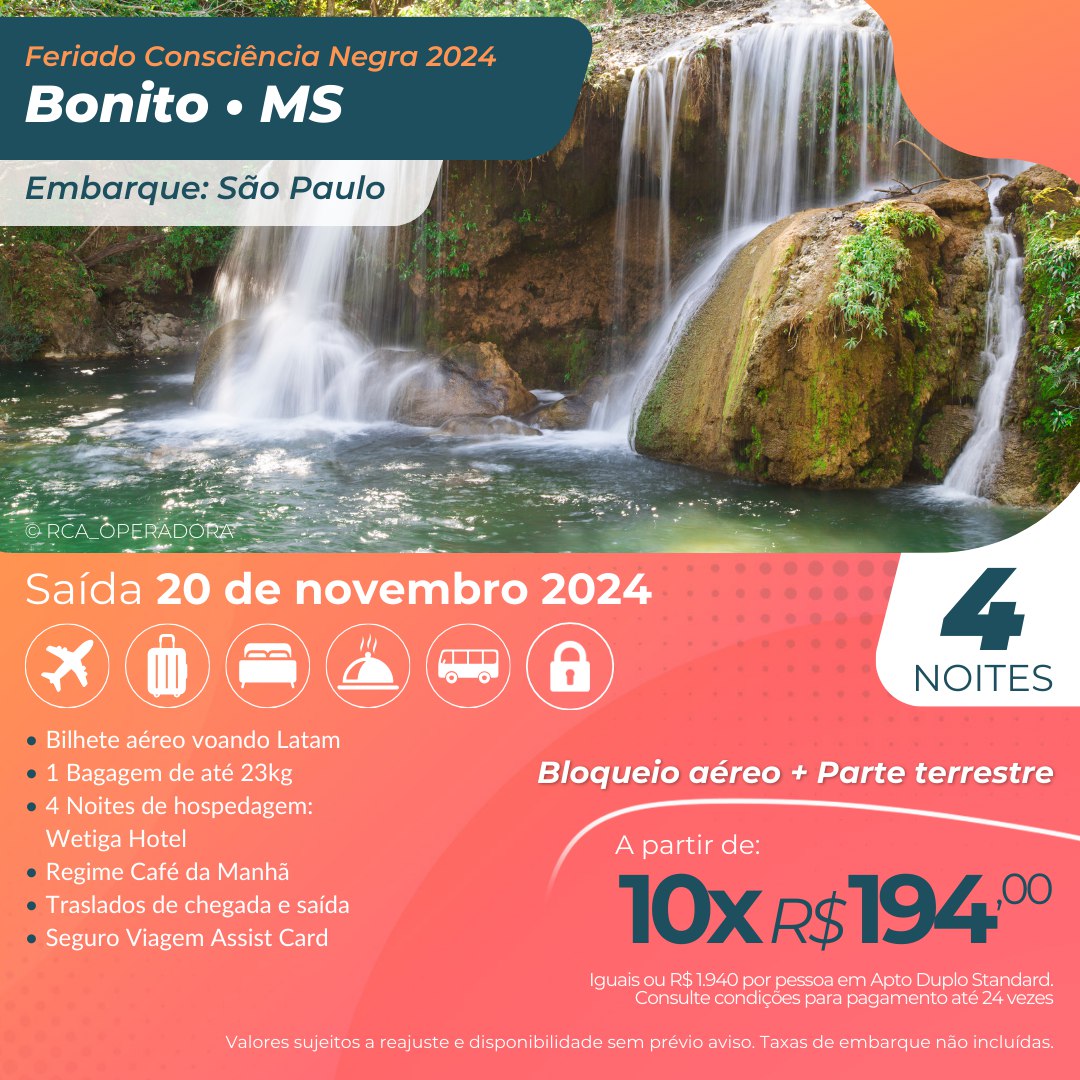 Feriado Consciência Negra 2024
Bonito • MS
Embarque: São Paulo
© RCA_OPERADORA
Saída 20 de novembro 2024
4
NOITES
• Bilhete aéreo voando Latam
• 1 Bagagem de até 23kg
• 4 Noites de hospedagem:
Wetiga Hotel
• Regime Café da Manhã
• Traslados de chegada e saída
• Seguro Viagem Assist Card
Bloqueio aéreo + Parte terrestre
A partir de:
10x R$ 194,00
Iguais ou R$ 1.940 por pessoa em Apto Duplo Standard.
Consulte condições para pagamento até 24 vezes
Valores sujeitos a reajuste e disponibilidade sem prévio aviso. Taxas de embarque não incluídas.